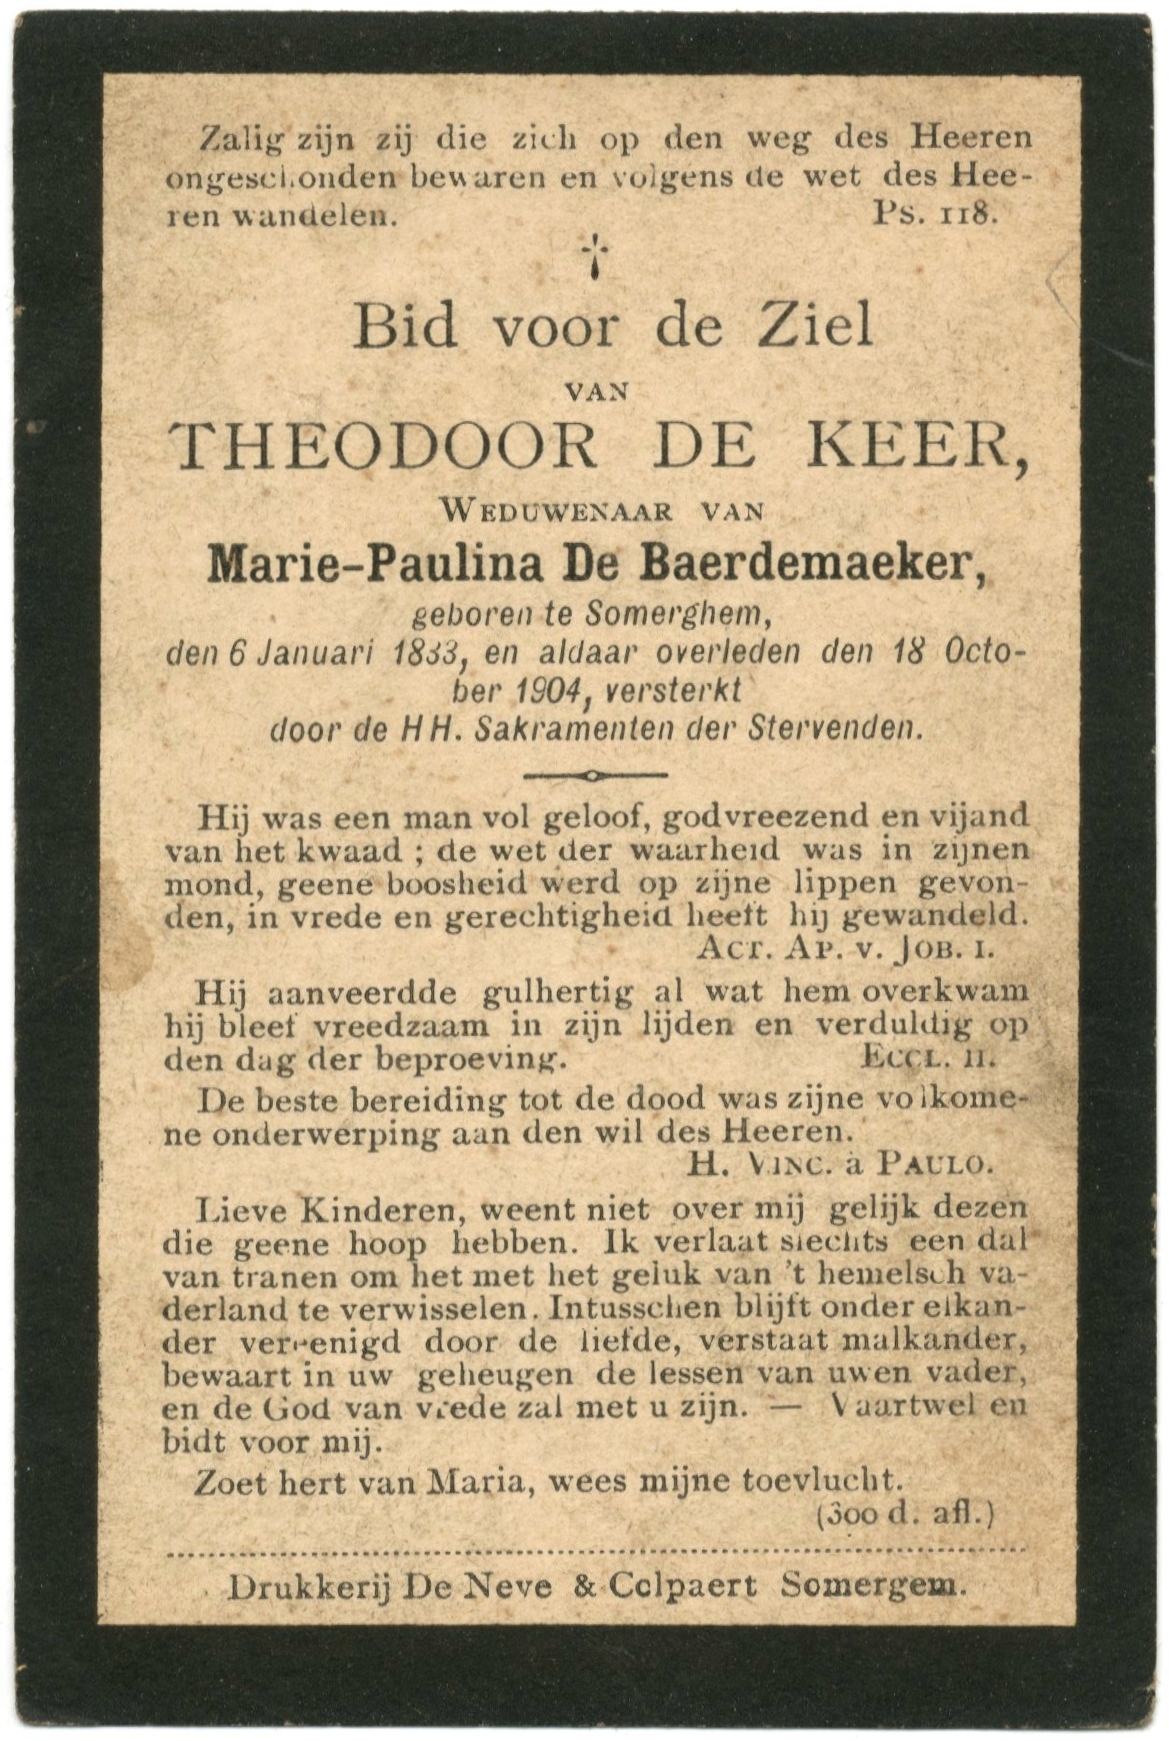 Zalig zijn zij die zich op den weg des Heeren
ongeschonden bewaren en volgens de wet des Hee-
ren wandelen. Ps. 118.
†
Bid voor de Ziel
VAN
THEODOOR DE KEER,
WEDUWENAAR VAN
Marie-Paulina De Baerdemaeker,
geboren te Somerghem,
den 6 Januari 1833, en aldaar overleden den 18 Octo-
ber 1904, versterkt
door de HH. Sakramenten der Stervenden.
Hij was een man vol geloof, godvreezend en vijand
van het kwaad ; de wet der waarheid was in zijnen
mond, geene boosheid werd op zijne lippen gevon-
den, in vrede en gerechtigheid heeft hij gewandeld.
ACT. AP. V. JOB. I.
Hij aanveerdde gulhertig al wat hem overkwam
hij bleef vreedzaam in zijn lijden en verduldig op
den dag der beproeving. ECCL. II.
De beste bereiding tot de dood was zijne volkome-
ne onderwerping aan den wil des Heeren.
H. VINC. à PAULO.
Lieve Kinderen, weent niet over mij gelijk dezen
die geene hoop hebben. Ik verlaat slechts een dal
van tranen om het met het geluk van 't hemelsch va-
derland te verwisselen. Intusschen blijft onder elkan-
der vereenigd door de liefde, verstaat malkander,
bewaart in uw geheugen de lessen van uwen vader,
en de God van vrede zal met u zijn. — Vaartwel en
bidt voor mij.
Zoet hert van Maria, wees mijne toevlucht.
(300 d. afl.)
Drukkerij De Neve & Colpaert Somergem.